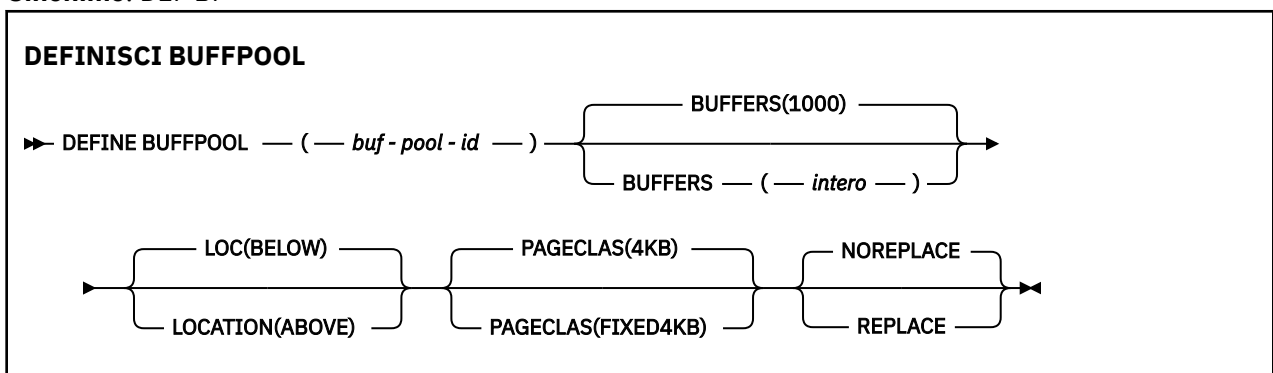 DEFINISCI BUFFPOOL
BUFFERS(1000)
DEFINE BUFFPOOL ( buf - pool - id )
BUFFERS ( intero )
LOC(BELOW) PAGECLAS(4KB) NOREPLACE
LOCATION(ABOVE) PAGECLAS(FIXED4KB) REPLACE